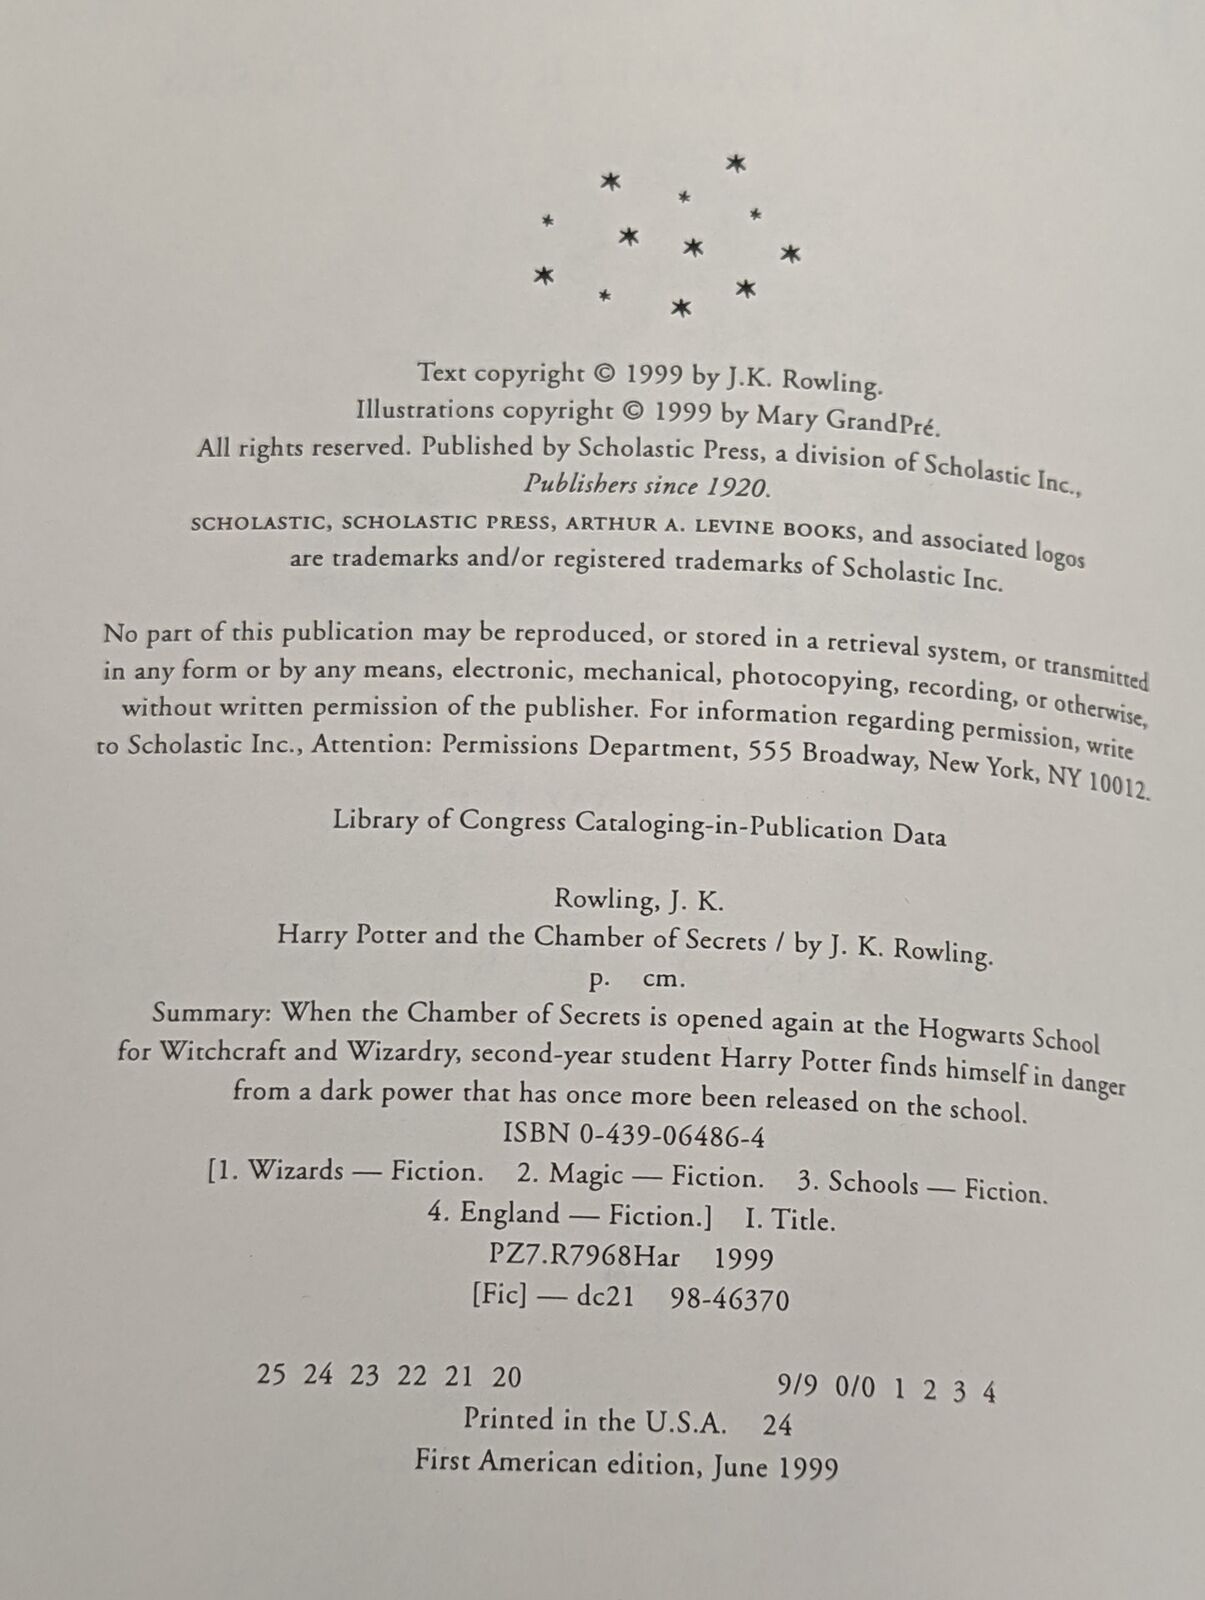 Text copyright © 1999 by J.K. Rowling.
Illustrations copyright © 1999 by Mary GrandPré.
All rights reserved. Published by Scholastic Press, a division of Scholastic Inc.,
Publishers since 1920.
SCHOLASTIC, SCHOLASTIC PRESS, ARTHUR A. LEVINE BOOKS, and associated logos
are trademarks and/or registered trademarks of Scholastic Inc.
No part of this publication may be reproduced, or stored in a retrieval system, or transmitted
in any form or by any means, electronic, mechanical, photocopying, recording, or otherwise,
without written permission of the publisher. For information regarding permission, write
to Scholastic Inc., Attention: Permissions Department, 555 Broadway, New York, NY 10012.
Library of Congress Cataloging-in-Publication Data
Rowling, J. K.
Harry Potter and the Chamber of Secrets / by J. K. Rowling.
p. cm.
Summary: When the Chamber of Secrets is opened again at the Hogwarts School
for Witchcraft and Wizardry, second-year student Harry Potter finds himself in danger
from a dark power that has once more been released on the school.
ISBN 0-439-06486-4
[1. Wizards — Fiction. 2. Magic — Fiction. 3. Schools — Fiction.
4. England — Fiction.] I. Title.
PZ7.R7968Har 1999
[Fic] — dc21 98-46370
25 24 23 22 21 20 9/9 0/0 1 2 3 4
Printed in the U.S.A. 24
First American edition, June 1999